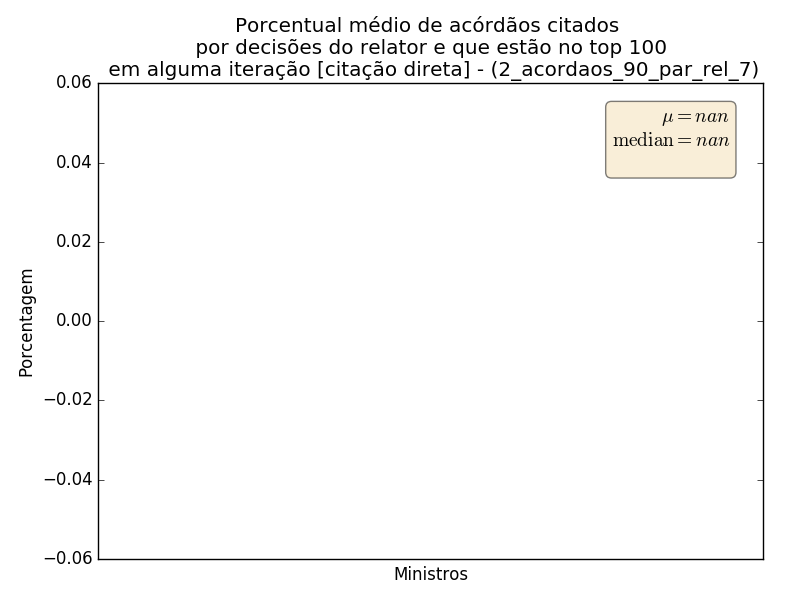 Porcentual médio de acórdãos citados
por decisões do relator e que estão no top 100
em alguma iteração [citação direta] - (2_acordaos_90_par_rel_7)
μ = nan
median = nan
0.06
0.04
0.02
0.00
−0.02
−0.04
−0.06
Porcentagem
Ministros